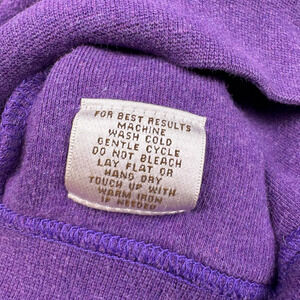 FOR BEST RESULTS
MACHINE
WASH COLD
GENTLE CYCLE
DO NOT BLEACH
LAY FLAT OR
HAND DRY
TOUCH UP WITH
WARM IRON
IF NEEDED